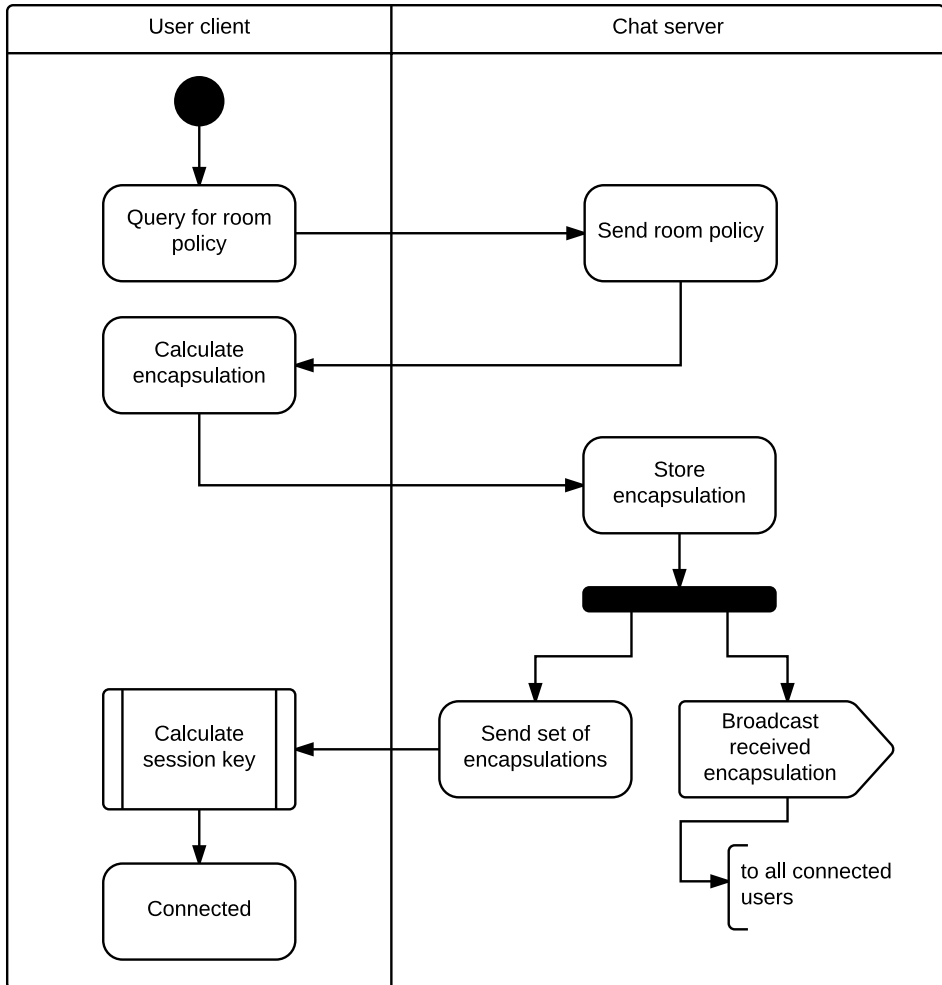 User client
Chat server
Query for room
policy
Send room policy
Calculate
encapsulation
Store
encapsulation
Calculate
session key
Send set of
encapsulations
Broadcast
received
encapsulation
Connected
to all connected
users